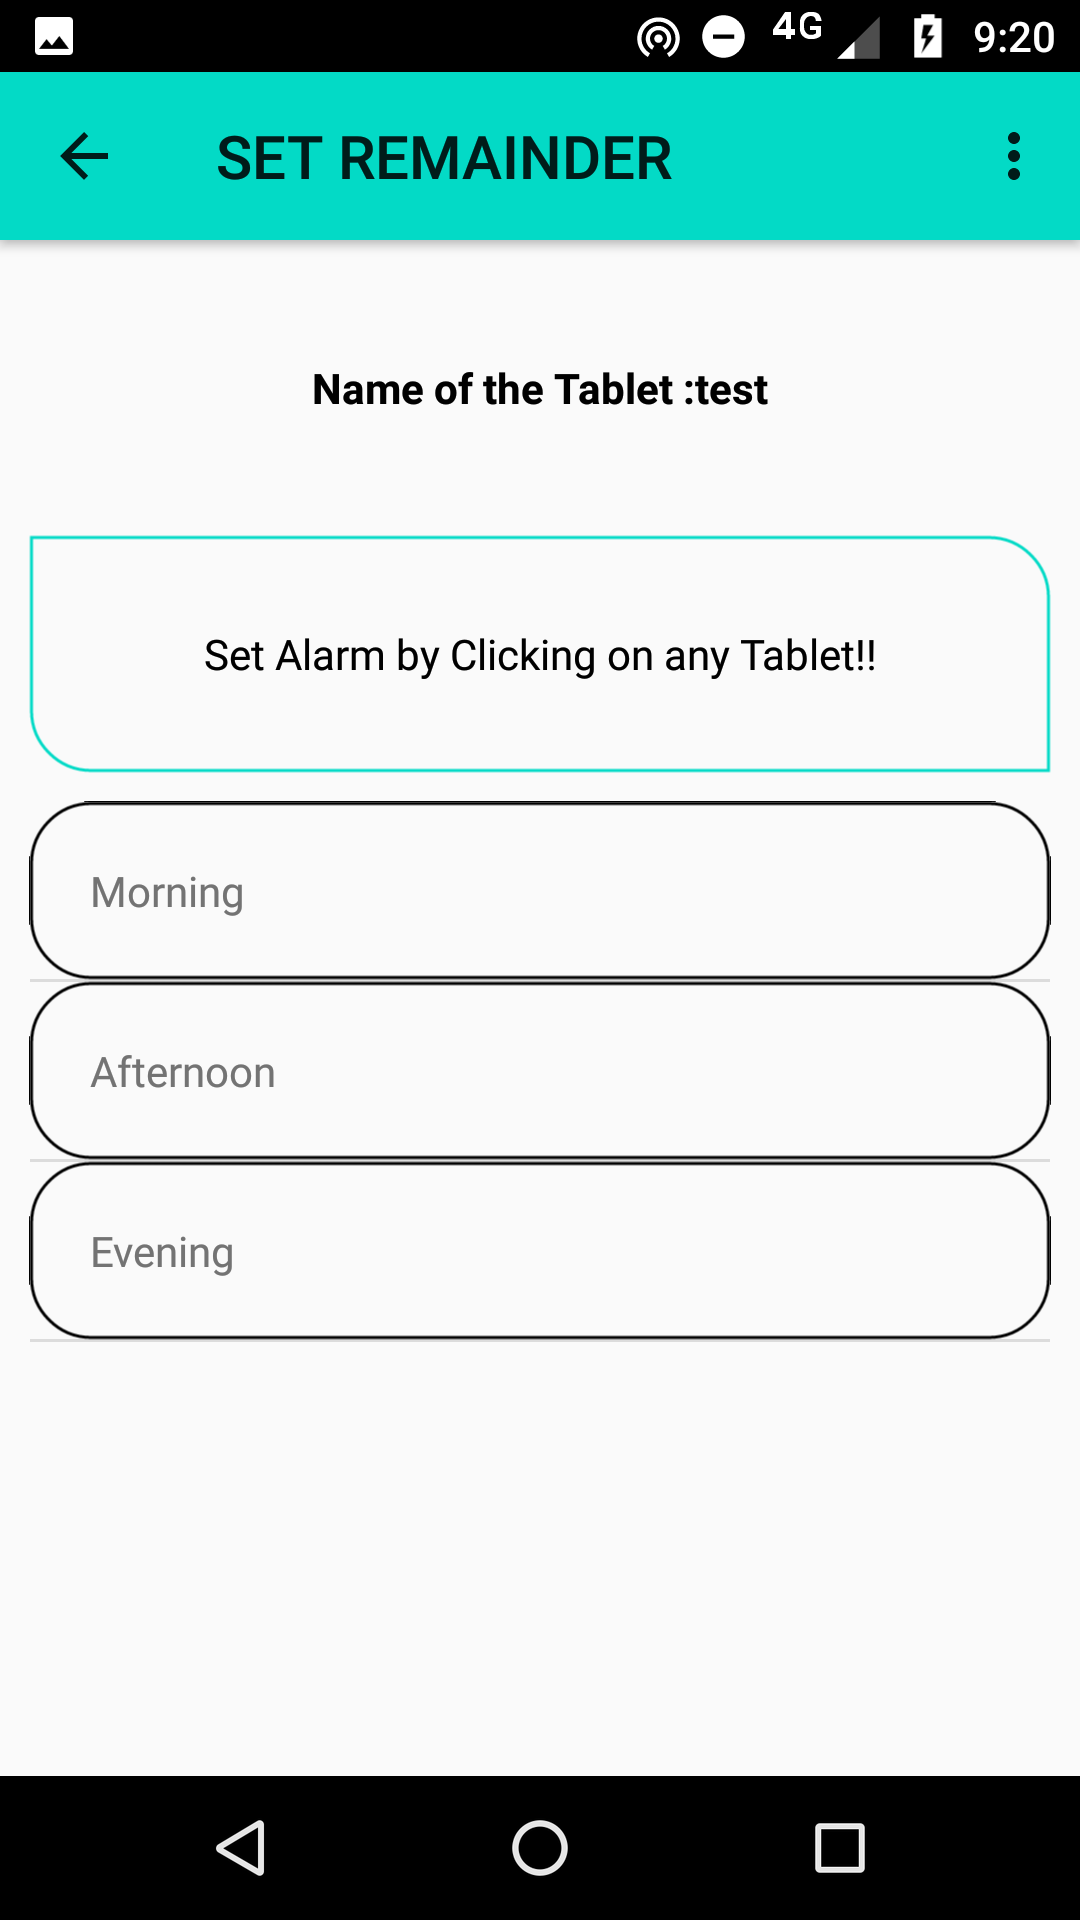 4G 9:20
SET REMAINDER
Name of the Tablet :test
Set Alarm by Clicking on any Tablet!!
Morning
Afternoon
Evening